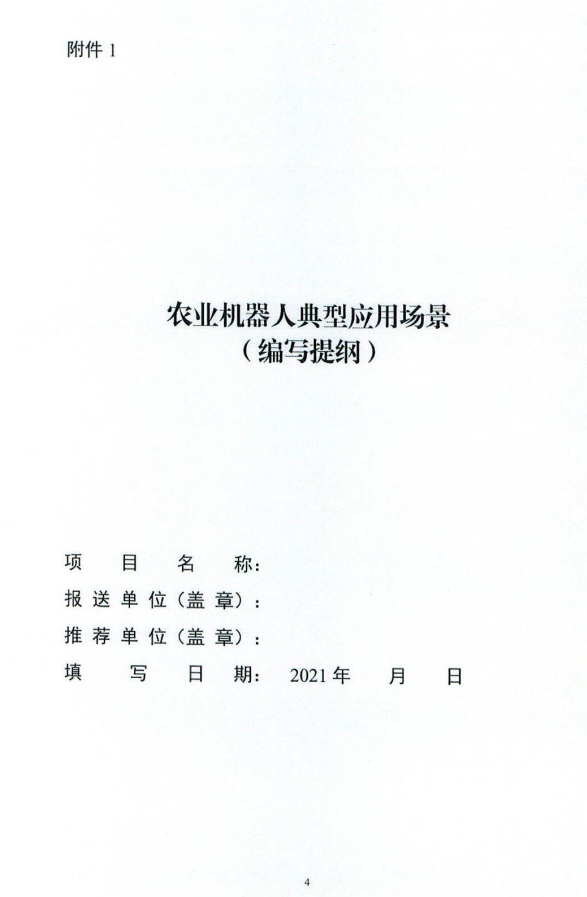 附件 1
农业机器人典型应用场景
（编写提纲）
项目名称：
报送单位（盖章）：
推荐单位（盖章）：
填写日期： 2021 年 月 日
4